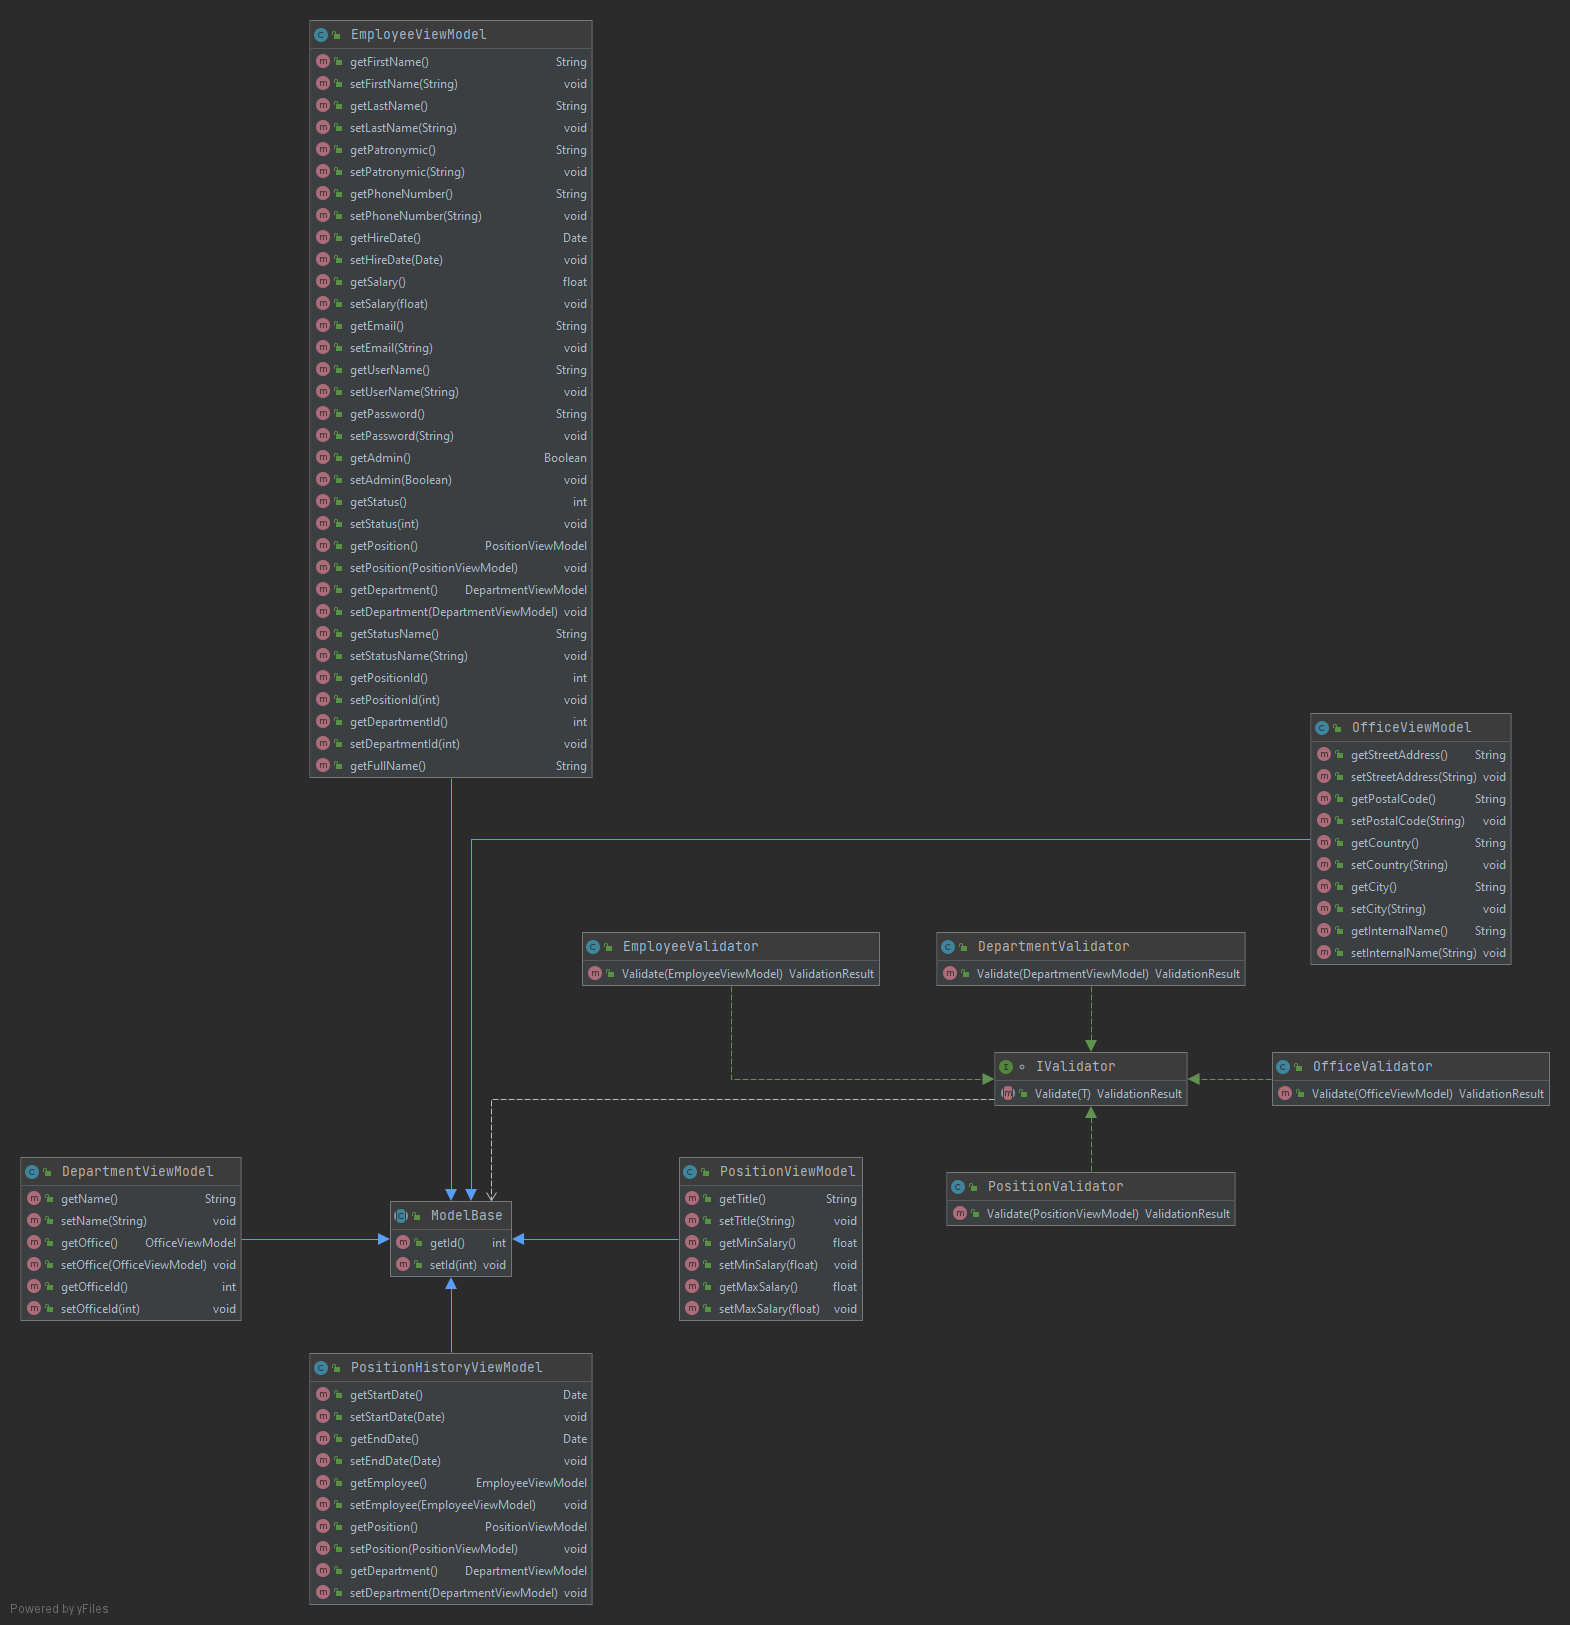 EmployeeViewModel
getFirstName() String
setFirstName(String) void
getLastName() String
setLastName(String) void
getPatronymic() String
setPatronymic(String) void
getPhoneNumber() String
setPhoneNumber(String) void
getHireDate() Date
setHireDate(Date) void
getSalary() float
setSalary(float) void
getEmail() String
setEmail(String) void
getUserName() String
setUserName(String) void
getPassword() String
setPassword(String) void
getAdmin() Boolean
setAdmin(Boolean) void
getStatus() int
setStatus(int) void
getPosition() PositionViewModel
setPosition(PositionViewModel) void
getDepartment() DepartmentViewModel
setDepartment(DepartmentViewModel) void
getStatusName() String
setStatusName(String) void
getPositionId() int
setPositionId(int) void
getDepartmentId() int
setDepartmentId(int) void
getFullName() String
OfficeViewModel
getStreetAddress() String
setStreetAddress(String) void
getPostalCode() String
setPostalCode(String) void
getCountry() String
setCountry(String) void
getCity() String
setCity(String) void
getInternalName() String
setInternalName(String) void
EmployeeValidator
Validate(EmployeeViewModel) ValidationResult
DepartmentValidator
Validate(DepartmentViewModel) ValidationResult
IValidator
Validate(T) ValidationResult
OfficeValidator
Validate(OfficeViewModel) ValidationResult
DepartmentViewModel
getName() String
setName(String) void
getOffice() OfficeViewModel
setOffice(OfficeViewModel) void
getOfficeId() int
setOfficeId(int) void
ModelBase
getId() int
setId(int) void
PositionViewModel
getTitle() String
setTitle(String) void
getMinSalary() float
setMinSalary(float) void
getMaxSalary() float
setMaxSalary(float) void
PositionValidator
Validate(PositionViewModel) ValidationResult
PositionHistoryViewModel
getStartDate() Date
setStartDate(Date) void
getEndDate() Date
setEndDate(Date) void
getEmployee() EmployeeViewModel
setEmployee(EmployeeViewModel) void
getPosition() PositionViewModel
setPosition(PositionViewModel) void
getDepartment() DepartmentViewModel
setDepartment(DepartmentViewModel) void
Powered by yFiles